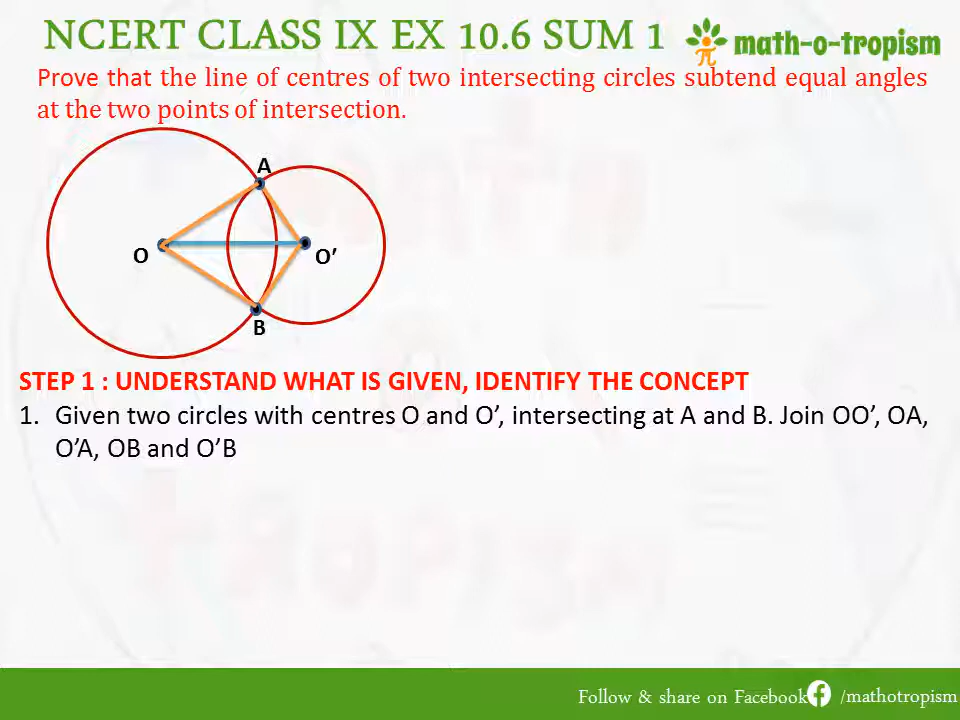 NCERT CLASS IX EX 10.6 SUM 1
math-o-tropism
Prove that the line of centres of two intersecting circles subtend equal angles
at the two points of intersection.
A
O
O’
B
STEP 1 : UNDERSTAND WHAT IS GIVEN, IDENTIFY THE CONCEPT
1. Given two circles with centres O and O’, intersecting at A and B. Join OO’, OA,
O’A, OB and O’B
Follow & share on Facebook /mathotropism